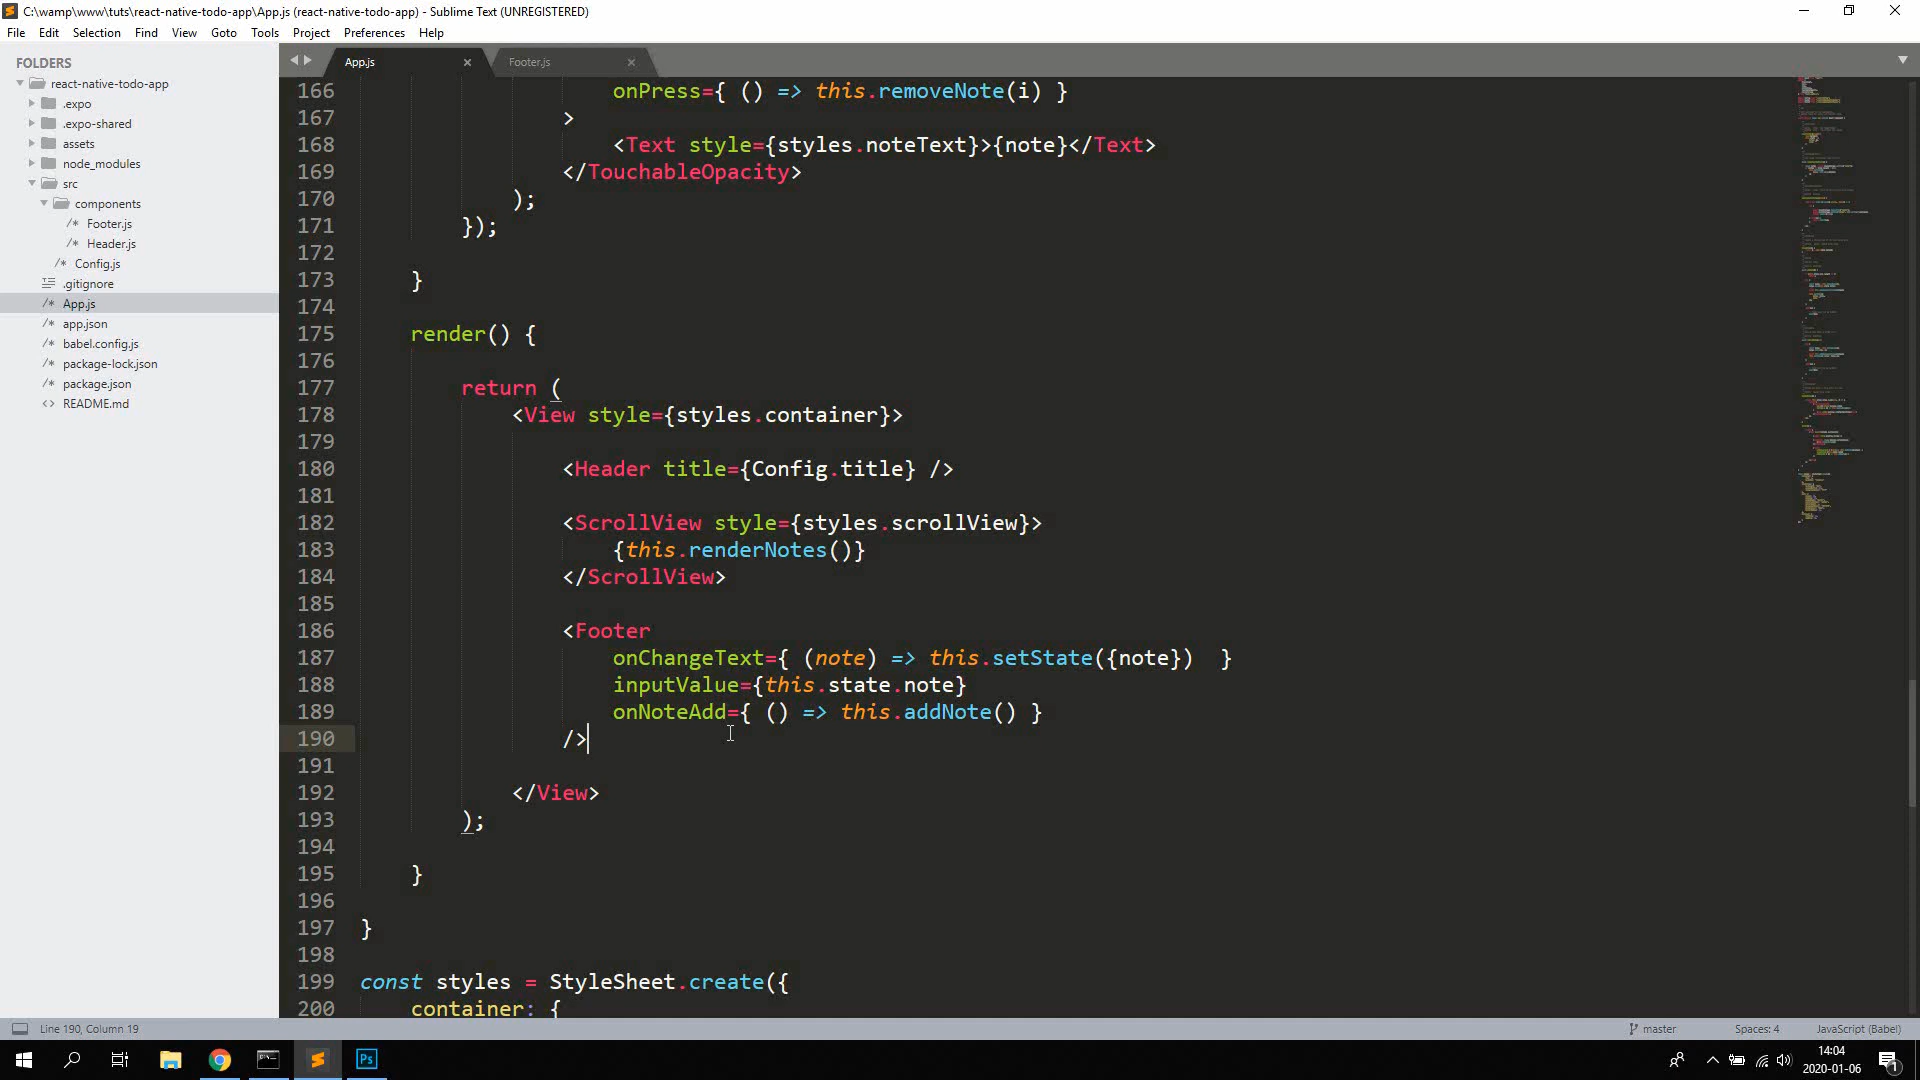 C:\wamp\www\tuts\react-native-todo-app\App.js (react-native-todo-app) - Sublime Text (UNREGISTERED)
File Edit Selection Find View Goto Tools Project Preferences Help
FOLDERS
react-native-todo-app
.expo
.expo-shared
assets
node_modules
src
components
/* Footer.js
/* Header.js
/* Config.js
.gitignore
/* App.js
/* app.json
/* babel.config.js
/* package-lock.json
/* package.json
<> README.md
App.js Footer.js
166 onPress={ () => this.removeNote(i) }
167 >
168 <Text style={styles.noteText}>{note}</Text>
169 </TouchableOpacity>
170 );
171 });
172
173 }
174
175 render() {
176
177 return (
178 <View style={styles.container}>
179
180 <Header title={Config.title} />
181
182 <ScrollView style={styles.scrollView}>
183 {this.renderNotes()}
184 </ScrollView>
185
186 <Footer
187 onChangeText={ (note) => this.setState({note})  }
188 inputValue={this.state.note}
189 onNoteAdd={ () => this.addNote() }
190 />
191
192 </View>
193 );
194
195 }
196
197 }
198
199 const styles = StyleSheet.create({
200 container: {
Line 190, Column 19 master Spaces: 4 JavaScript (Babel)
Ps
14:04
2020-01-06
1